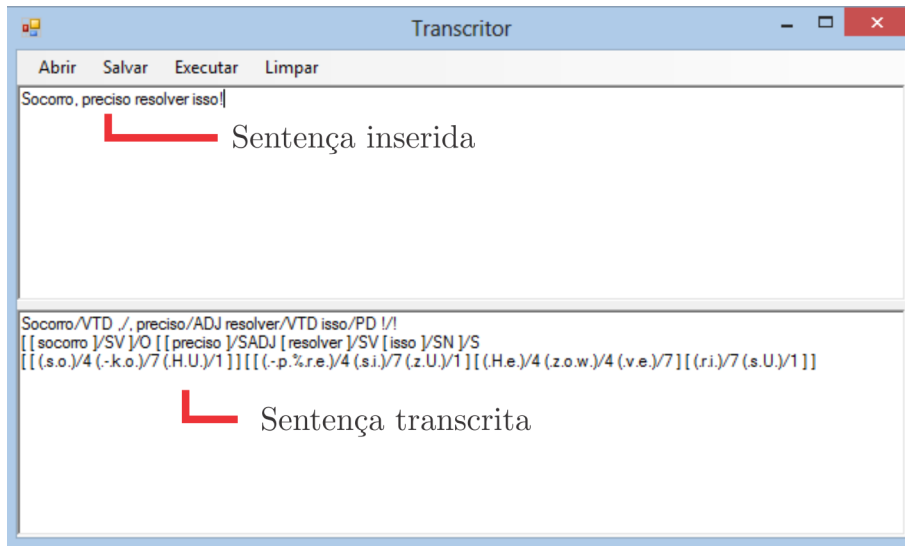 Transcritor
Abrir Salvar Executar Limpar
Socorro, preciso resolver isso!
Sentença inserida
Socorro/VTD ,/, preciso/ADJ resolver/VTD isso/PD !/!
[ [ socorro ]/SV ]/O [ [ preciso ]/SADJ [ resolver ]/SV [ isso ]/SN ]/S
[ [ (.s.o.)/4 (.-k.o.)/7 (.H.U.)/1 ] ] [ [ [ (.-p.%.r.e.)/4 (.s.i.)/7 (.z.U.)/1 ] [ (.H.e.)/4 (.z.o.w.)/4 (.v.e.)/7 ] [ (.r.i.)/7 (.s.U.)/1 ] ]
Sentença transcrita